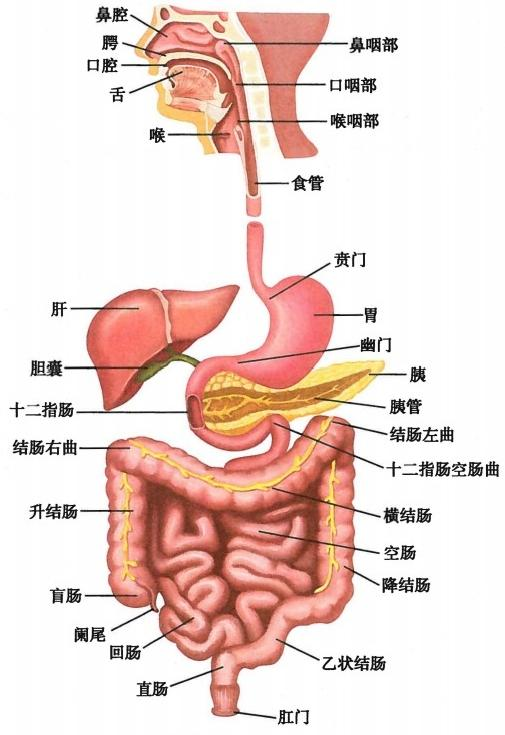 鼻腔
腭
口腔
舌
喉
鼻咽部
口咽部
喉咽部
食管
贲门
肝
胃
幽门
胆囊
胰
十二指肠
胰管
结肠左曲
结肠右曲
十二指肠空肠曲
升结肠
横结肠
空肠
降结肠
盲肠
阑尾
回肠
乙状结肠
直肠
肛门